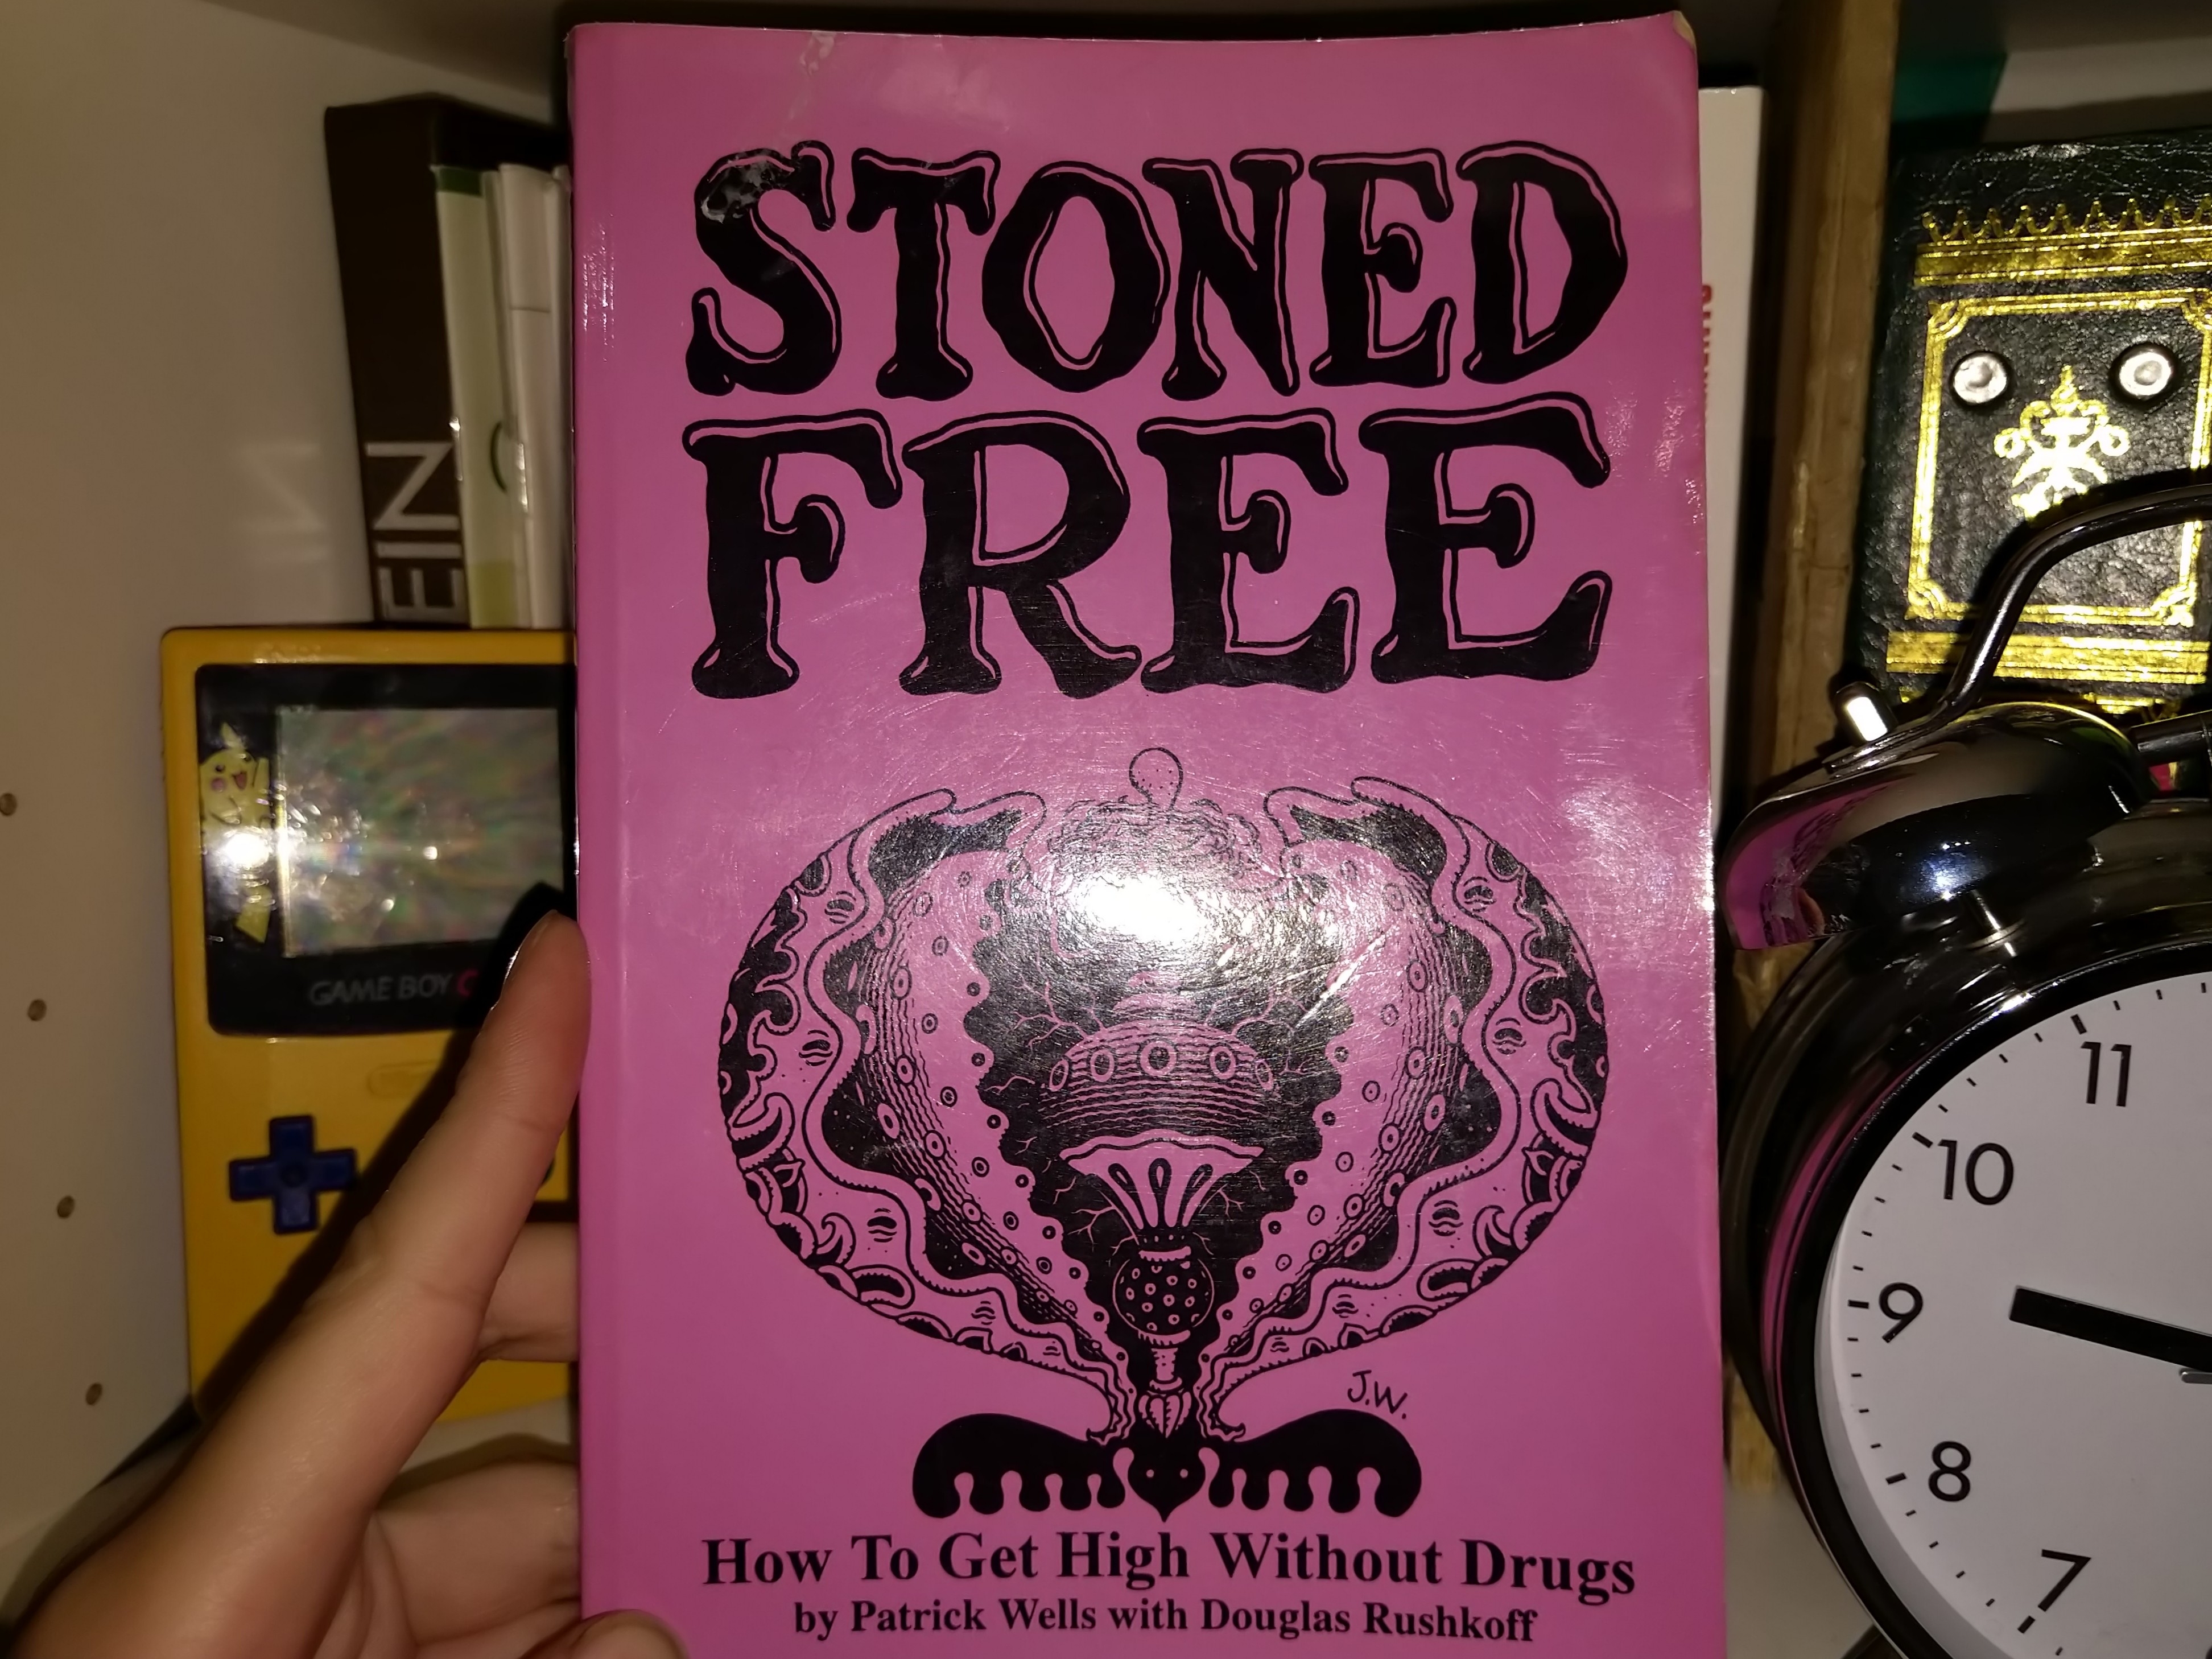 STONED
FREE
J.W.
How To Get High Without Drugs
by Patrick Wells with Douglas Rushkoff
EIN
GAME BOY C
11
10
9
8
7